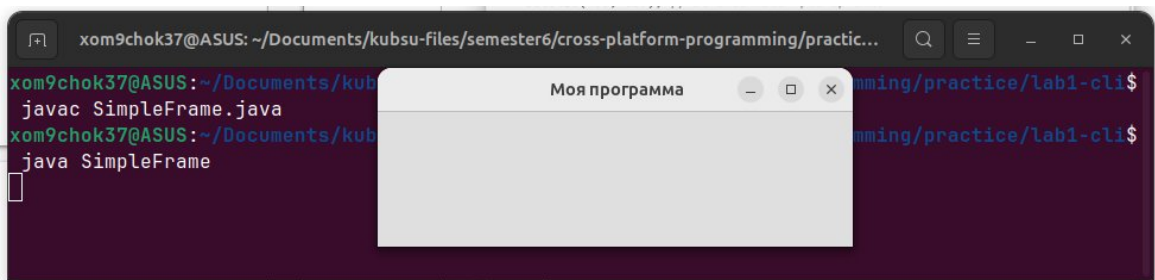 xom9chok37@ASUS: ~/Documents/kubsu-files/semester6/cross-platform-programming/practic...
xom9chok37@ASUS:~/Documents/kub mming/practice/lab1-cli$
Моя программа
javac SimpleFrame.java
xom9chok37@ASUS:~/Documents/kub mming/practice/lab1-cli$
java SimpleFrame